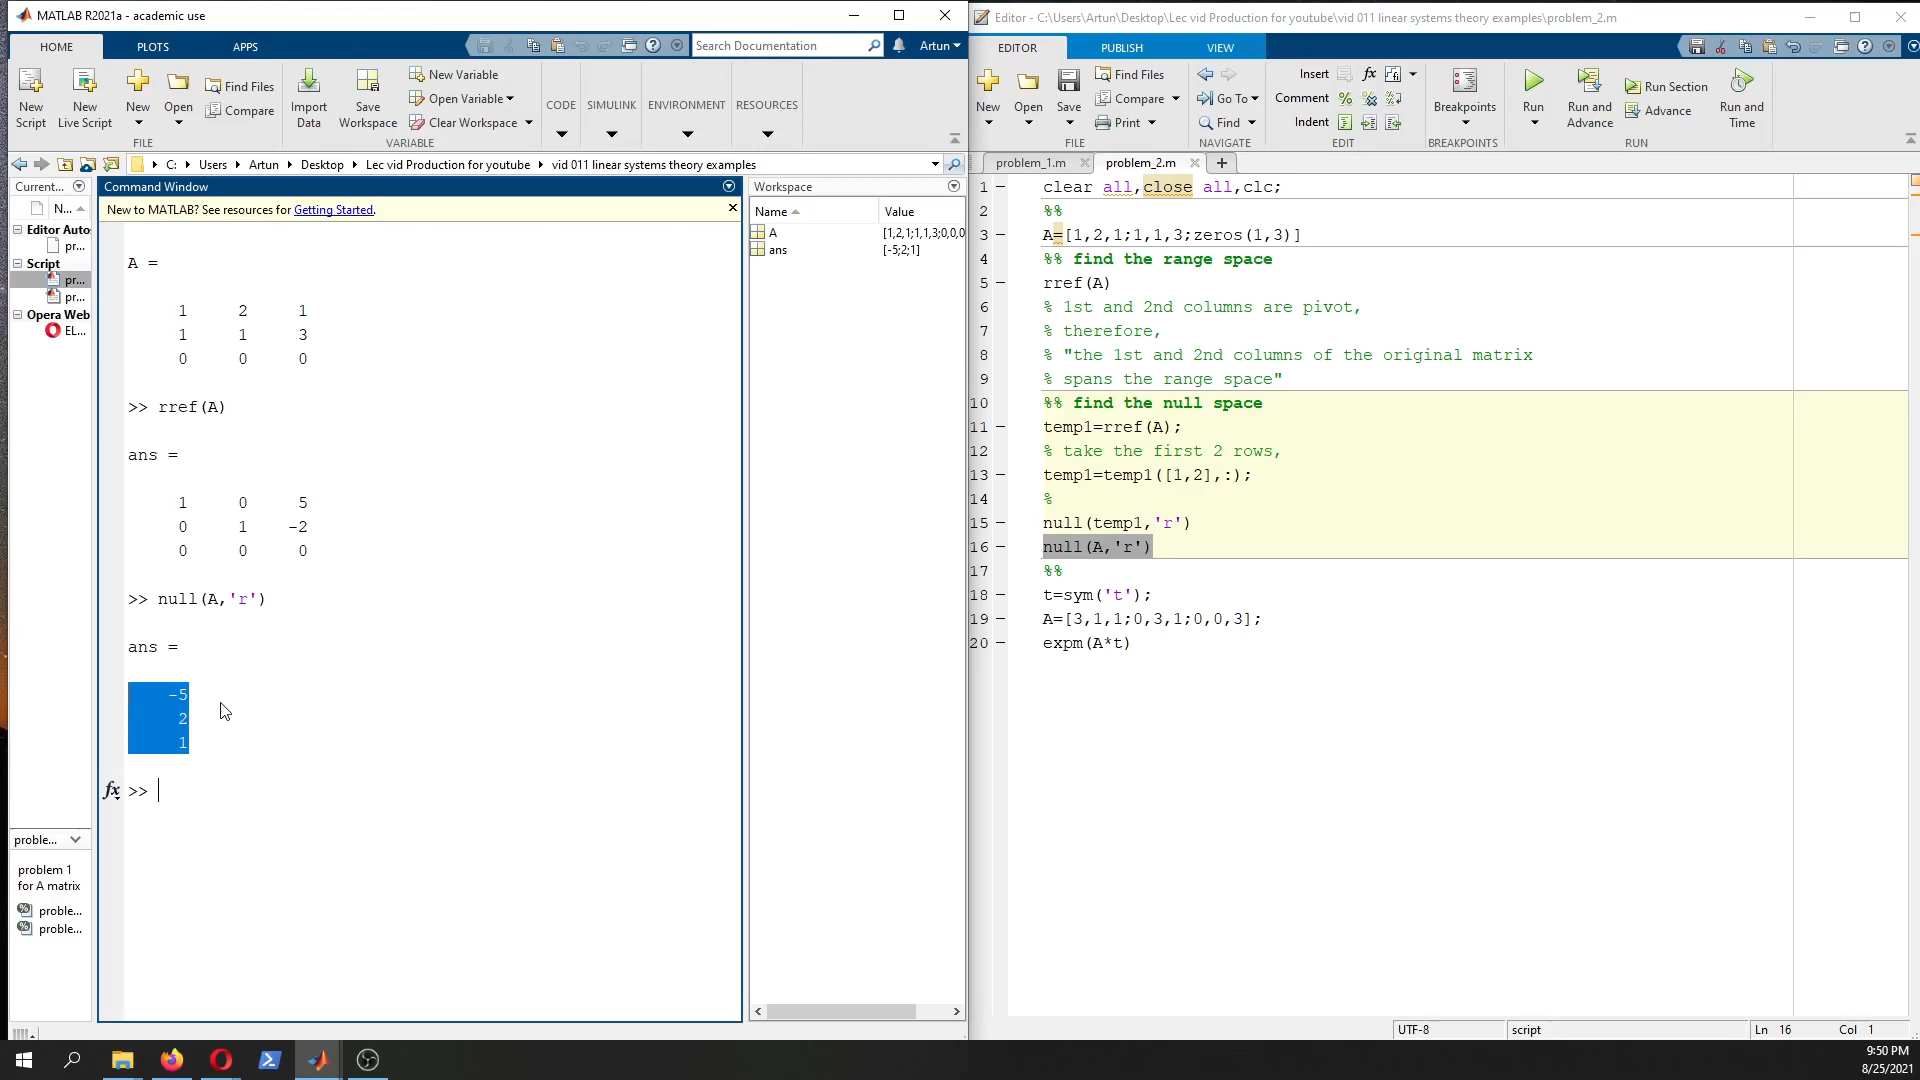 MATLAB R2021a - academic use
HOME PLOTS APPS
Search Documentation
Artun
New Script
New Live Script
New
Open
Find Files
Compare
Import Data
Save Workspace
New Variable
Open Variable
Clear Workspace
CODE SIMULINK ENVIRONMENT RESOURCES
FILE VARIABLE
C: Users Artun Desktop Lec vid Production for youtube vid 011 linear systems theory examples
Current...
N...
Editor Auto
pr...
Script
pr...
pr...
Opera Web
EL...
proble...
problem 1
for A matrix
proble...
proble...
Command Window
New to MATLAB? See resources for Getting Started.
A =
1 2 1
1 1 3
0 0 0
>> rref(A)
ans =
1 0 5
0 1 -2
0 0 0
>> null(A,'r')
ans =
-5
2
1
fx >>
Workspace
Name Value
A [1,2,1;1,1,3;0,0,0
ans [-5;2;1]
Editor - C:\Users\Artun\Desktop\Lec vid Production for youtube\vid 011 linear systems theory examples\problem_2.m
EDITOR PUBLISH VIEW
New
Open
Save
Find Files
Compare
Print
Go To
Find
Insert fx
Comment
Indent
Breakpoints
Run
Run and Advance
Run Section
Advance
Run and Time
FILE NAVIGATE EDIT BREAKPOINTS RUN
problem_1.m problem_2.m
1 clear all,close all,clc;
2 %%
3 A=[1,2,1;1,1,3;zeros(1,3)]
4 %% find the range space
5 rref(A)
6 % 1st and 2nd columns are pivot,
7 % therefore,
8 % "the 1st and 2nd columns of the original matrix
9 % spans the range space"
10 %% find the null space
11 temp1=rref(A);
12 % take the first 2 rows,
13 temp1=temp1([1,2],:);
14 %
15 null(temp1,'r')
16 null(A,'r')
17 %%
18 t=sym('t');
19 A=[3,1,1;0,3,1;0,0,3];
20 expm(A*t)
UTF-8 script Ln 16 Col 1
9:50 PM
8/25/2021